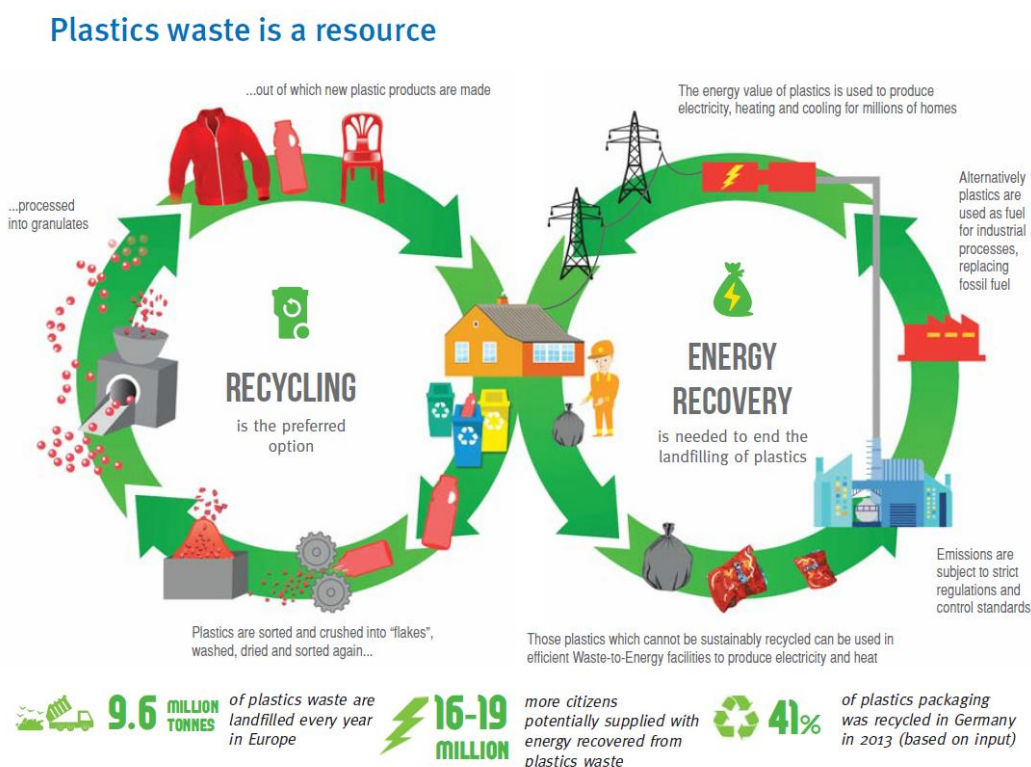 Plastics waste is a resource
...out of which new plastic products are made
...processed
into granulates
RECYCLING
is the preferred
option
Plastics are sorted and crushed into “flakes”,
washed, dried and sorted again...
The energy value of plastics is used to produce
electricity, heating and cooling for millions of homes
Alternatively
plastics are
used as fuel
for industrial
processes,
replacing
fossil fuel
ENERGY
RECOVERY
is needed to end the
landfilling of plastics
Emissions are
subject to strict
regulations and
control standards
Those plastics which cannot be sustainably recycled can be used in
efficient Waste-to-Energy facilities to produce electricity and heat
9.6 MILLION
TONNES
of plastics waste are
landfilled every year
in Europe
16-19
MILLION
more citizens
potentially supplied with
energy recovered from
plastics waste
41%
of plastics packaging
was recycled in Germany
in 2013 (based on input)